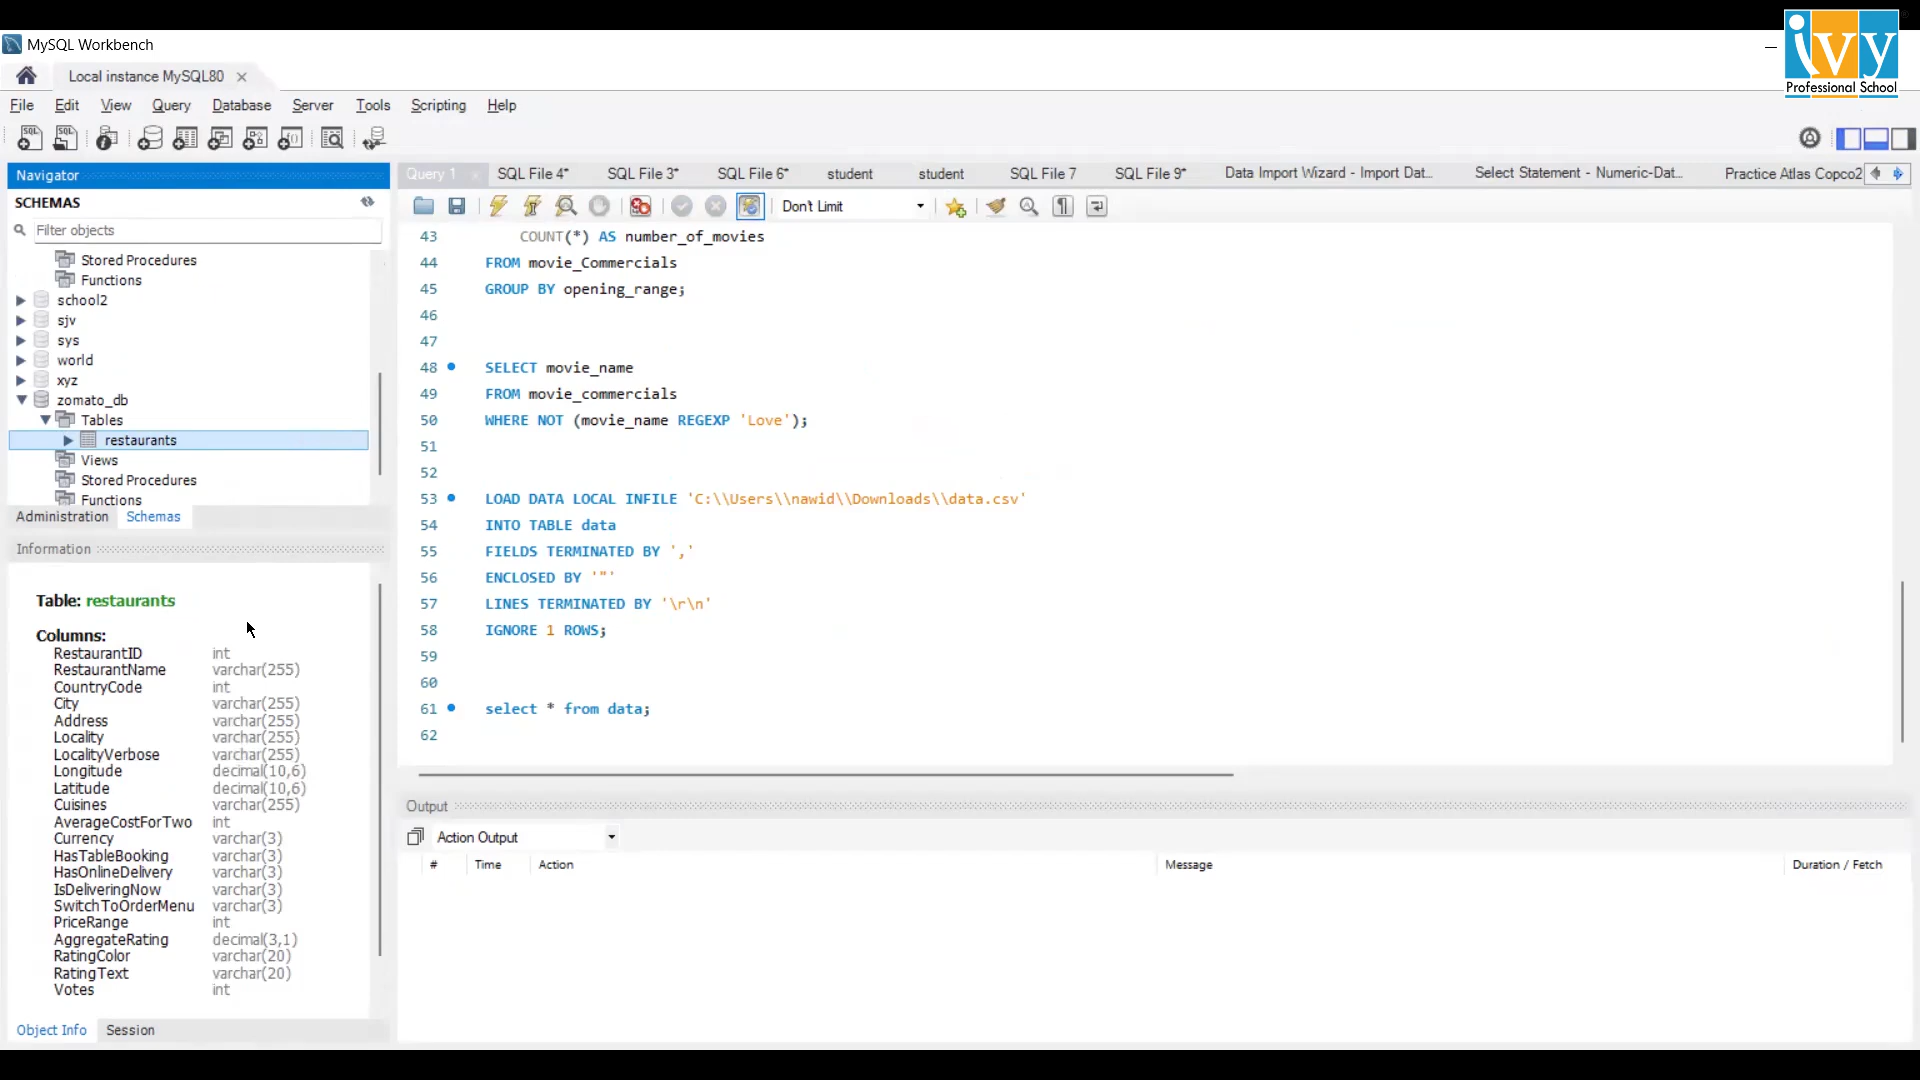 ivy
Professional School
MySQL Workbench
Local instance MySQL80
File Edit View Query Database Server Tools Scripting Help
Navigator
SCHEMAS
Filter objects
Stored Procedures
Functions
school2
sjv
sys
world
xyz
zomato_db
Tables
restaurants
Views
Stored Procedures
Functions
Administration Schemas
Information
Table: restaurants
Columns:
RestaurantID int
RestaurantName varchar(255)
CountryCode int
City varchar(255)
Address varchar(255)
Locality varchar(255)
LocalityVerbose varchar(255)
Longitude decimal(10,6)
Latitude decimal(10,6)
Cuisines varchar(255)
AverageCostForTwo int
Currency varchar(3)
HasTableBooking varchar(3)
HasOnlineDelivery varchar(3)
IsDeliveringNow varchar(3)
SwitchToOrderMenu varchar(3)
PriceRange int
AggregateRating decimal(3,1)
RatingColor varchar(20)
RatingText varchar(20)
Votes int
Object Info Session
Query 1 SQL File 4* SQL File 3* SQL File 6* student student SQL File 7 SQL File 9* Data Import Wizard - Import Dat... Select Statement - Numeric-Dat... Practice Atlas Copco2
Don't Limit
43 COUNT(*) AS number_of_movies
44 FROM movie_Commercials
45 GROUP BY opening_range;
46
47
48 SELECT movie_name
49 FROM movie_commercials
50 WHERE NOT (movie_name REGEXP 'Love');
51
52
53 LOAD DATA LOCAL INFILE 'C:\\Users\\nawid\\Downloads\\data.csv'
54 INTO TABLE data
55 FIELDS TERMINATED BY ','
56 ENCLOSED BY '"'
57 LINES TERMINATED BY '\r\n'
58 IGNORE 1 ROWS;
59
60
61 select * from data;
62
Output
Action Output
# Time Action Message Duration / Fetch